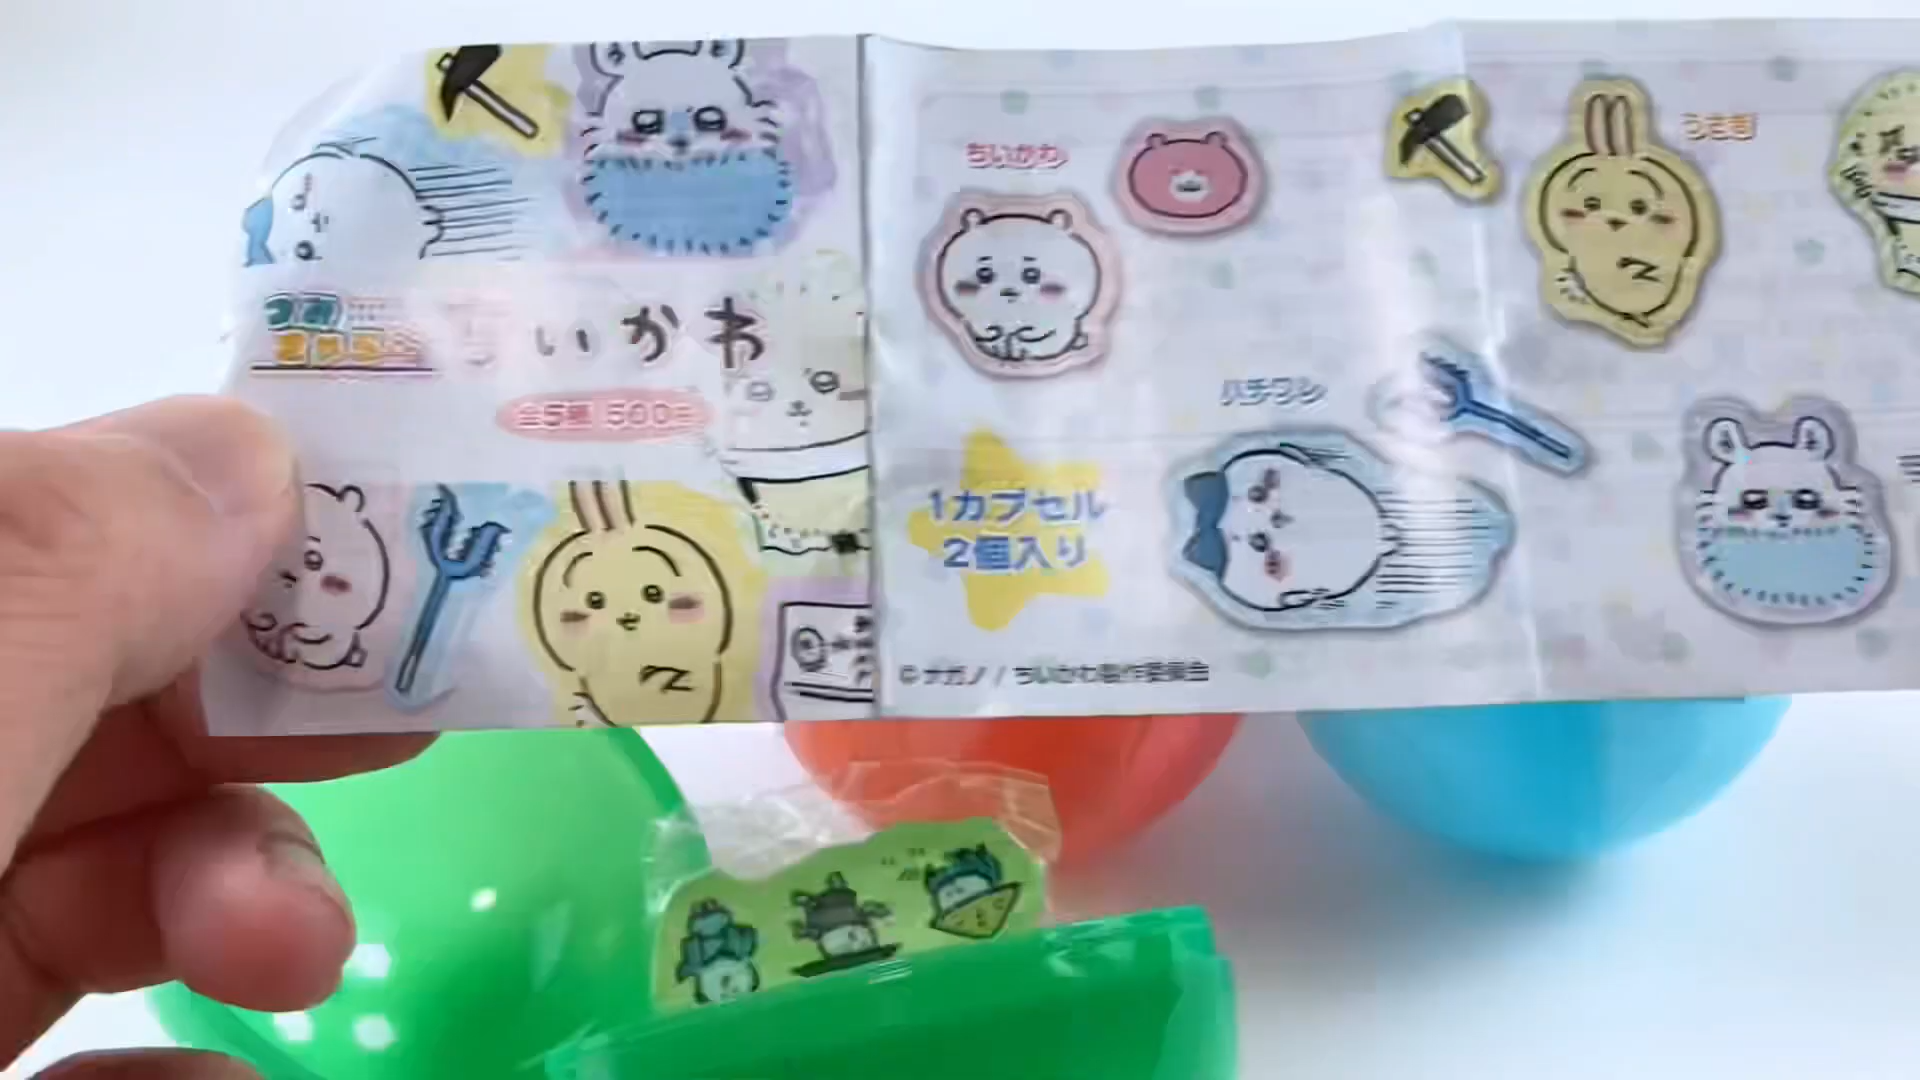 ちいかわ
全5種 500円
ちいかわ
うさぎ
ハチワレ
1カプセル
2個入り
© ナガノ / ちいかわ製作委員会